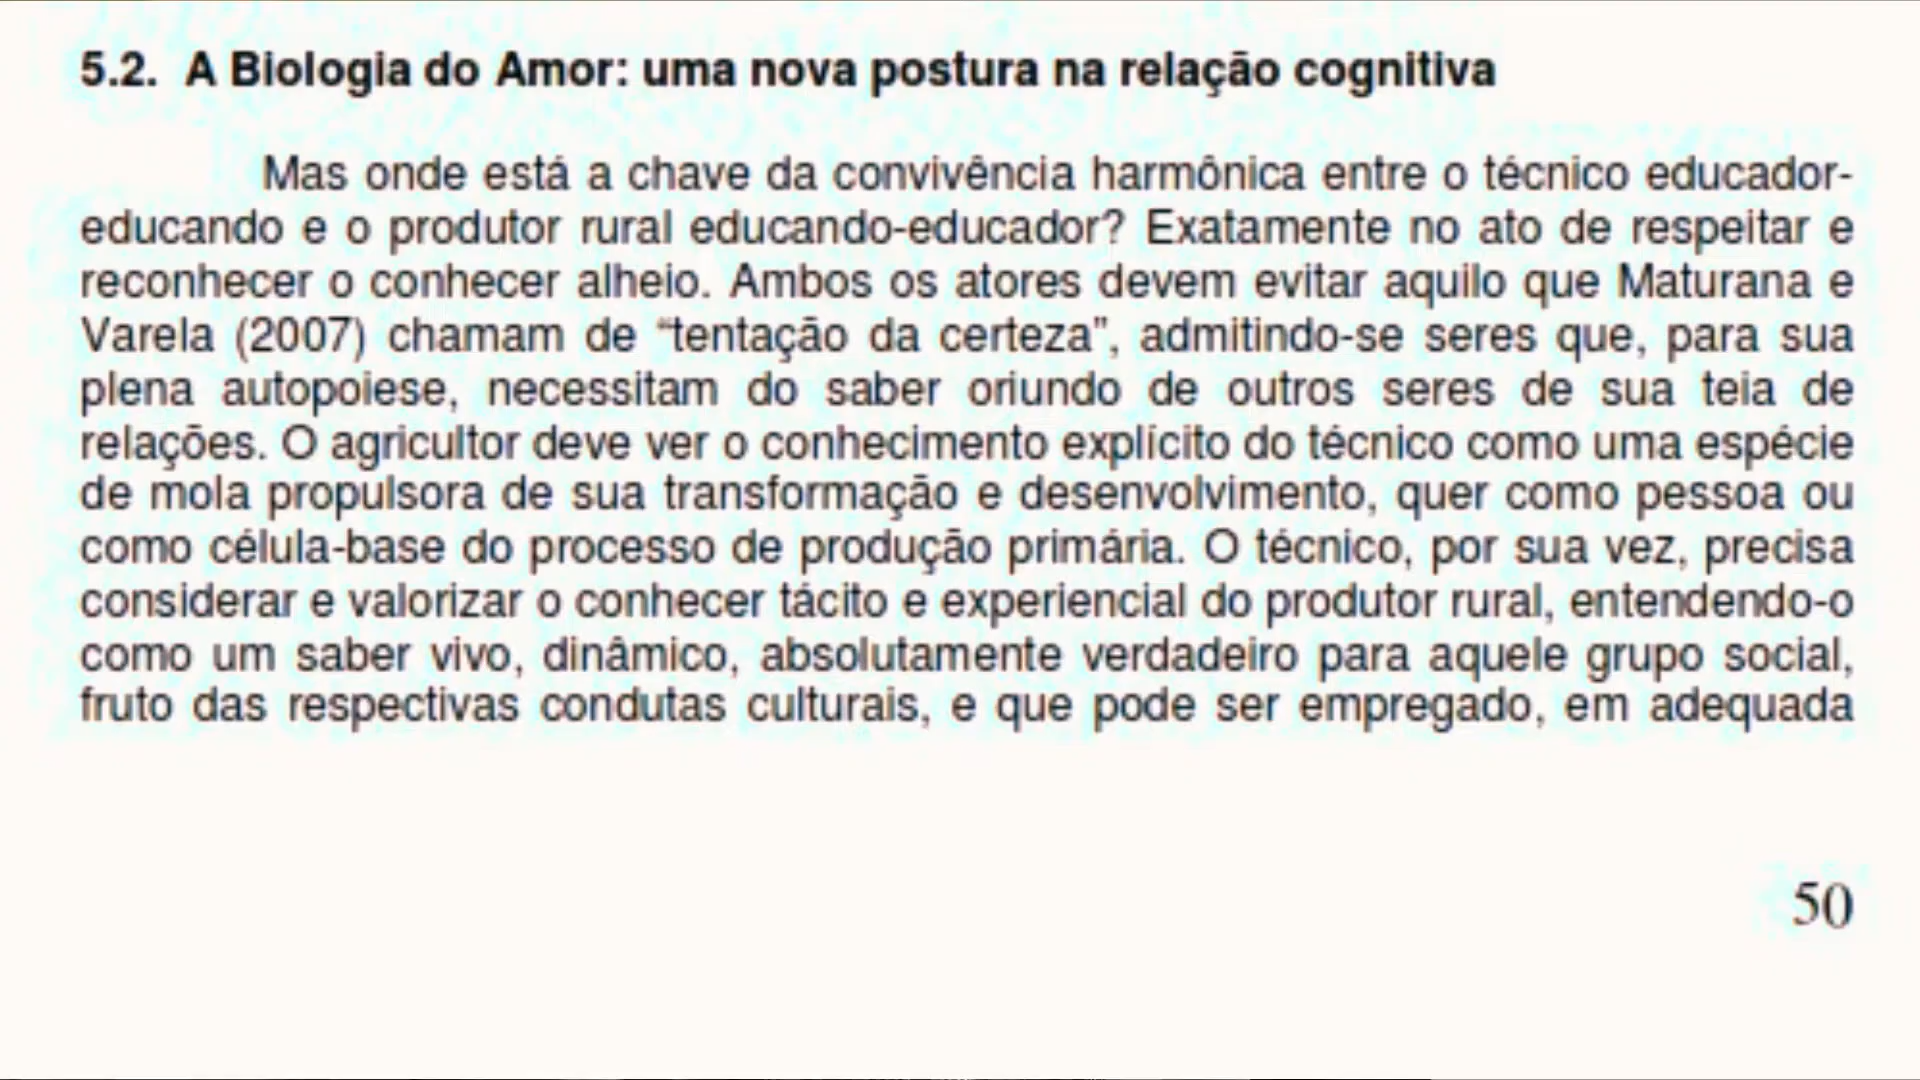 5.2. A Biologia do Amor: uma nova postura na relação cognitiva
Mas onde está a chave da convivência harmônica entre o técnico educador-
educando e o produtor rural educando-educador? Exatamente no ato de respeitar e
reconhecer o conhecer alheio. Ambos os atores devem evitar aquilo que Maturana e
Varela (2007) chamam de “tentação da certeza”, admitindo-se seres que, para sua
plena autopoiese, necessitam do saber oriundo de outros seres de sua teia de
relações. O agricultor deve ver o conhecimento explícito do técnico como uma espécie
de mola propulsora de sua transformação e desenvolvimento, quer como pessoa ou
como célula-base do processo de produção primária. O técnico, por sua vez, precisa
considerar e valorizar o conhecer tácito e experiencial do produtor rural, entendendo-o
como um saber vivo, dinâmico, absolutamente verdadeiro para aquele grupo social,
fruto das respectivas condutas culturais, e que pode ser empregado, em adequada
50